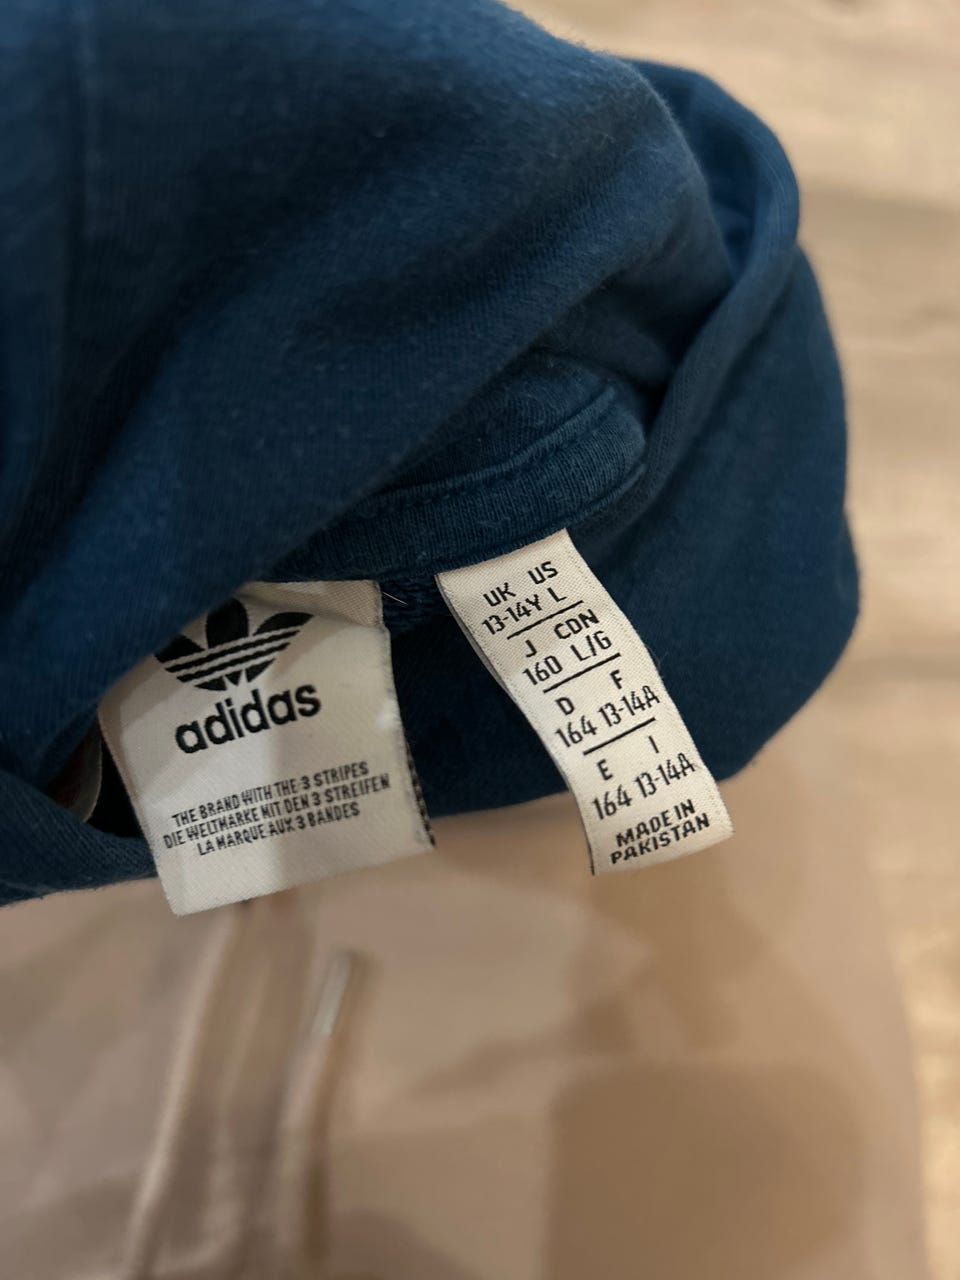 adidas
THE BRAND WITH THE 3 STRIPES
DIE WELTMARKE MIT DEN 3 STREIFEN
LA MARQUE AUX 3 BANDES
UK US
13-14Y L
J CDN
160 L/G
D F
164 13-14A
E I
164 13-14A
MADE IN
PAKISTAN